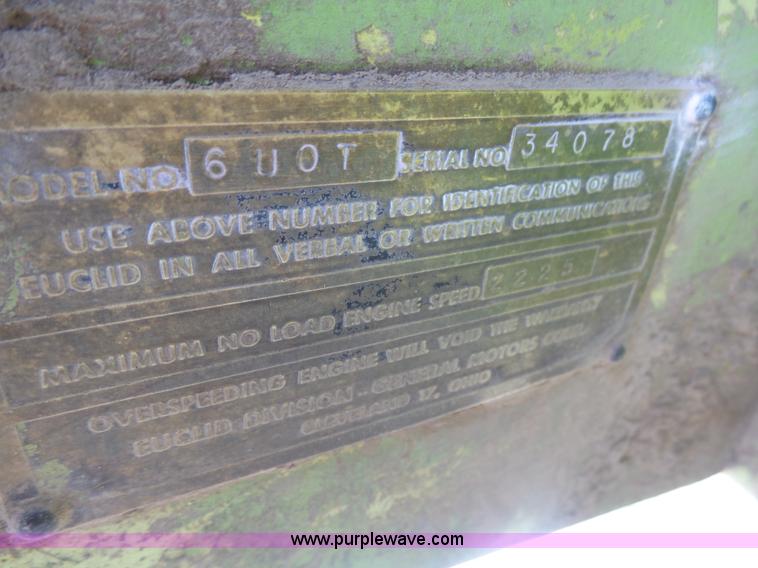 MODEL NO. 6 U O T SERIAL NO 34078
USE ABOVE NUMBER FOR IDENTIFICATION OF THIS
EUCLID IN ALL VERBAL OR WRITTEN COMMUNICATIONS
MAXIMUM NO LOAD ENGINE SPEED 2225
OVERSPEEDING ENGINE WILL VOID THE WARRANTY
EUCLID DIVISION - GENERAL MOTORS CORP.
CLEVELAND 17, OHIO
www.purplewave.com